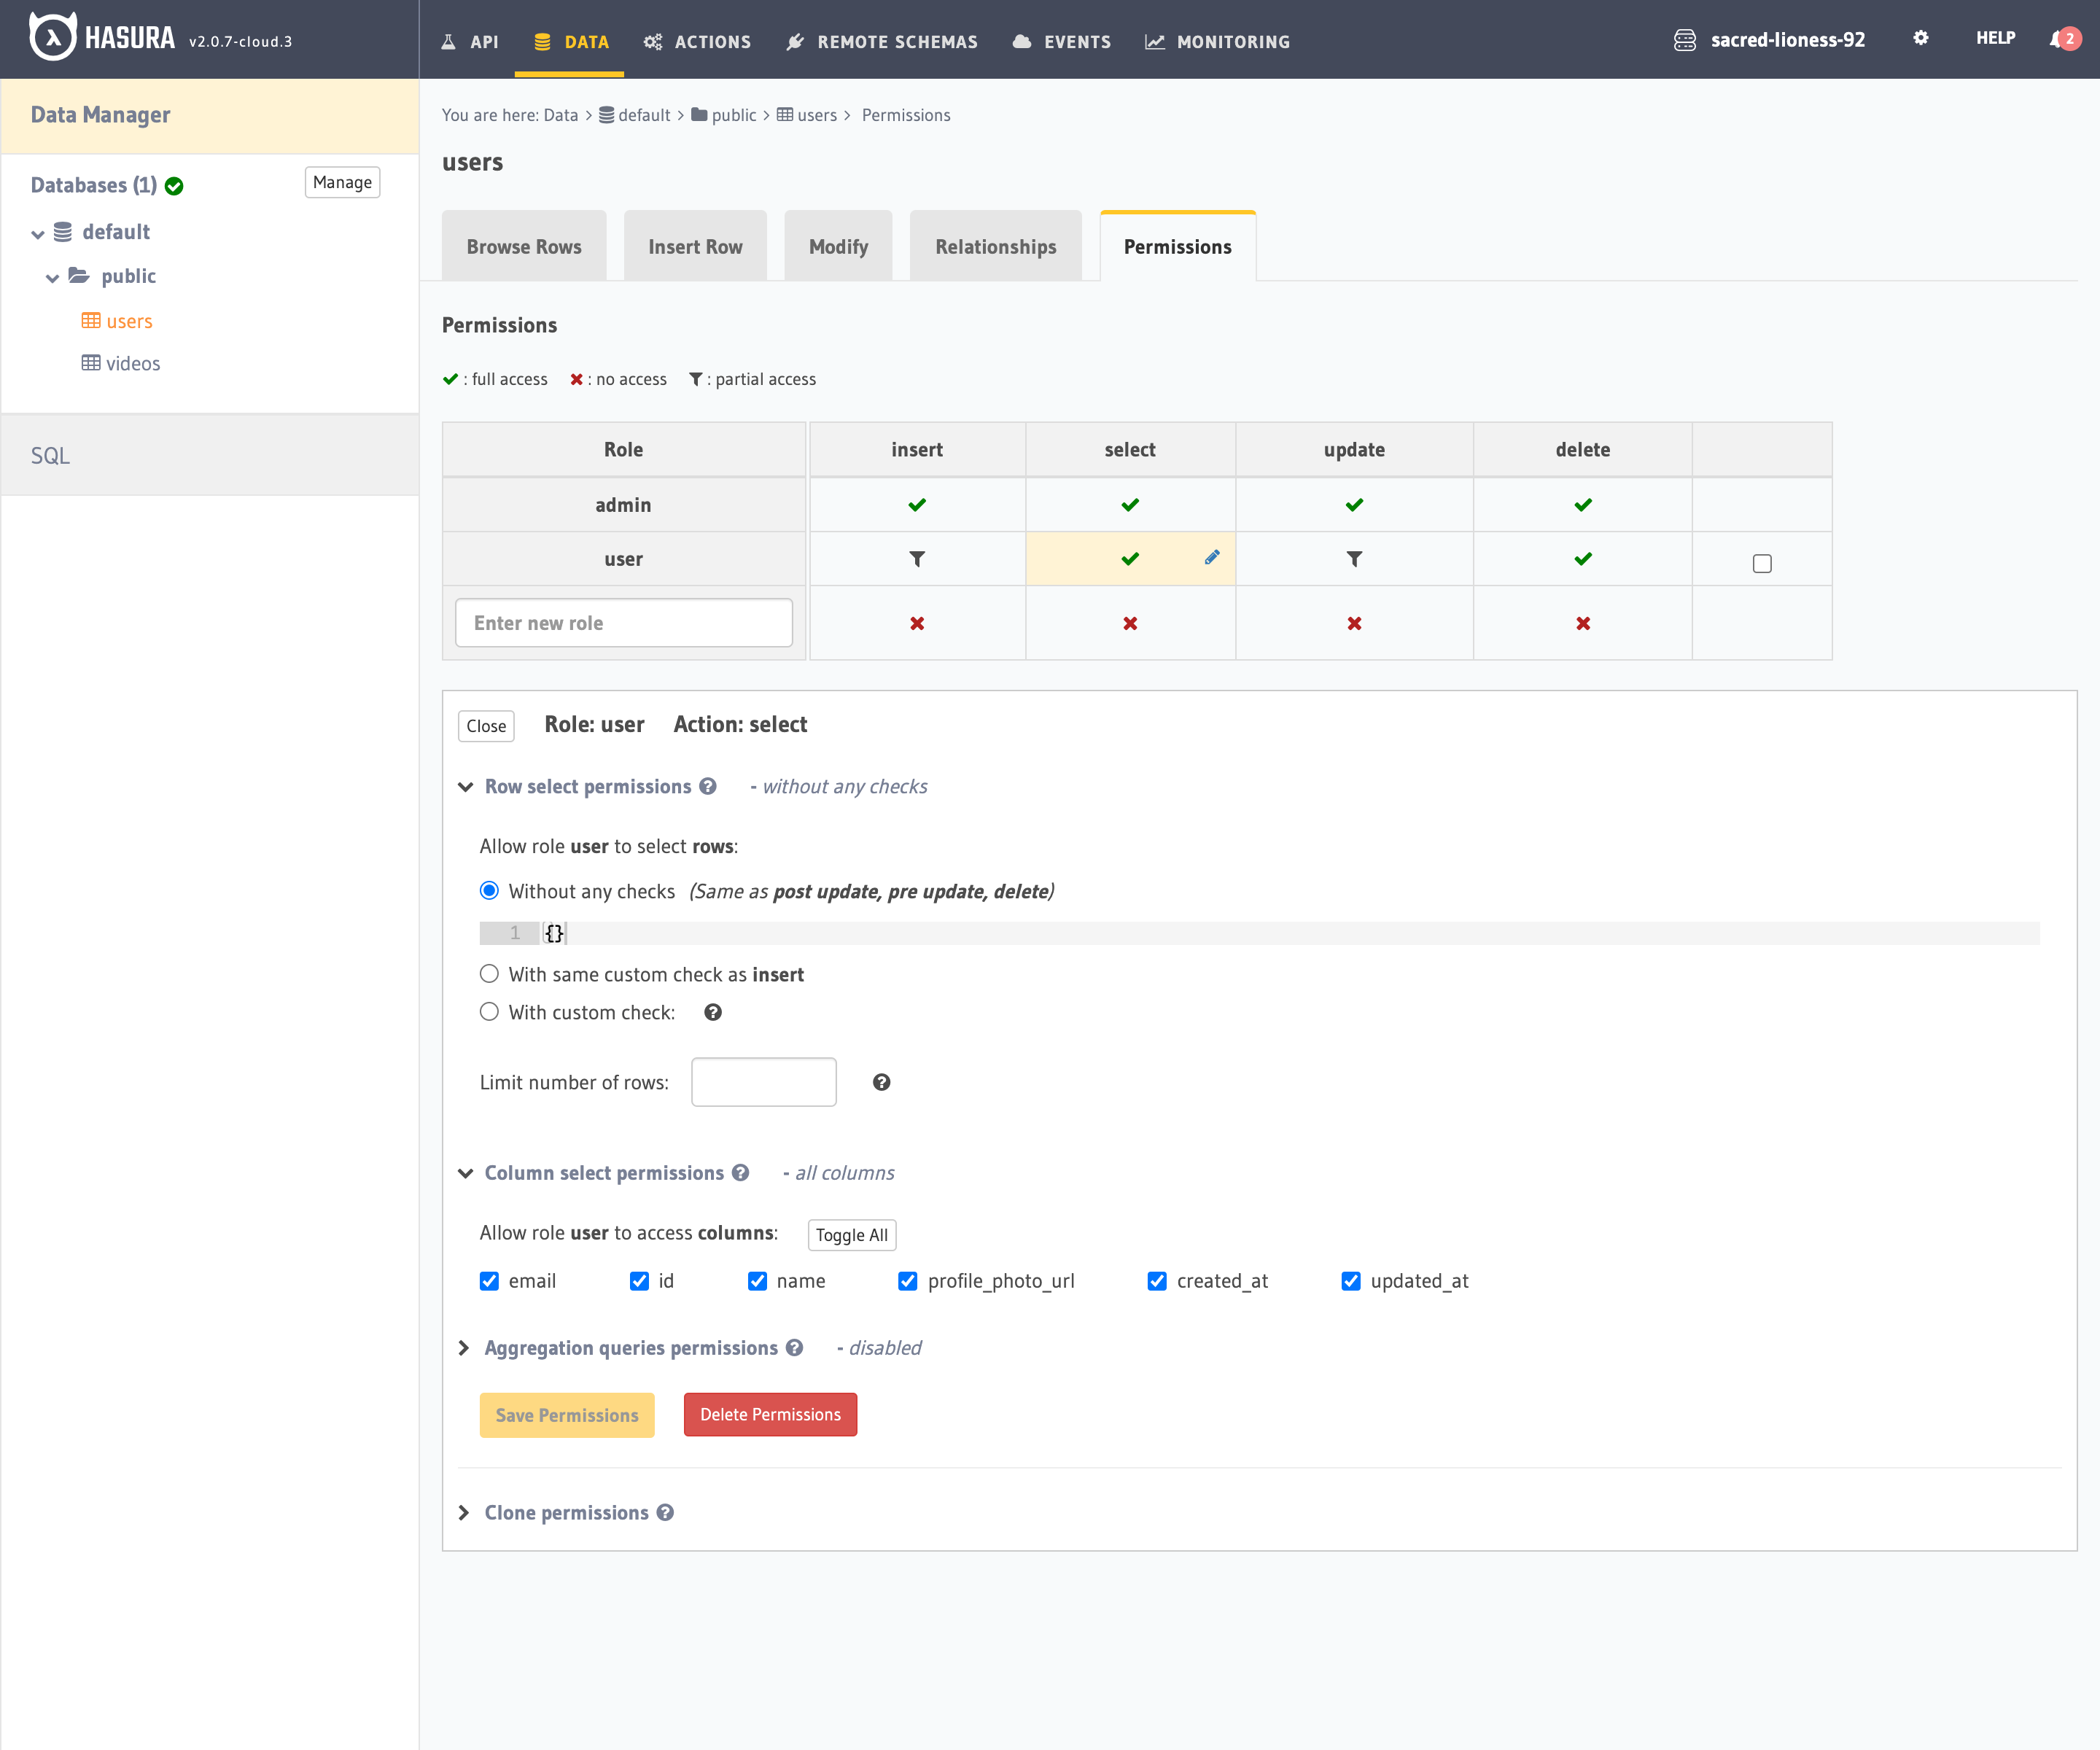 HASURA v2.0.7-cloud.3
API DATA ACTIONS REMOTE SCHEMAS EVENTS MONITORING sacred-lioness-92 HELP 2
Data Manager
Databases (1) Manage
default
public
users
videos
SQL
You are here: Data > default > public > users > Permissions
users
Browse Rows Insert Row Modify Relationships Permissions
Permissions
: full access : no access : partial access
Role insert select update delete
admin
user
Enter new role
Close Role: user Action: select
Row select permissions - without any checks
Allow role user to select rows:
Without any checks (Same as post update, pre update, delete)
1 {}
With same custom check as insert
With custom check:
Limit number of rows:
Column select permissions - all columns
Allow role user to access columns: Toggle All
email id name profile_photo_url created_at updated_at
Aggregation queries permissions - disabled
Save Permissions Delete Permissions
Clone permissions